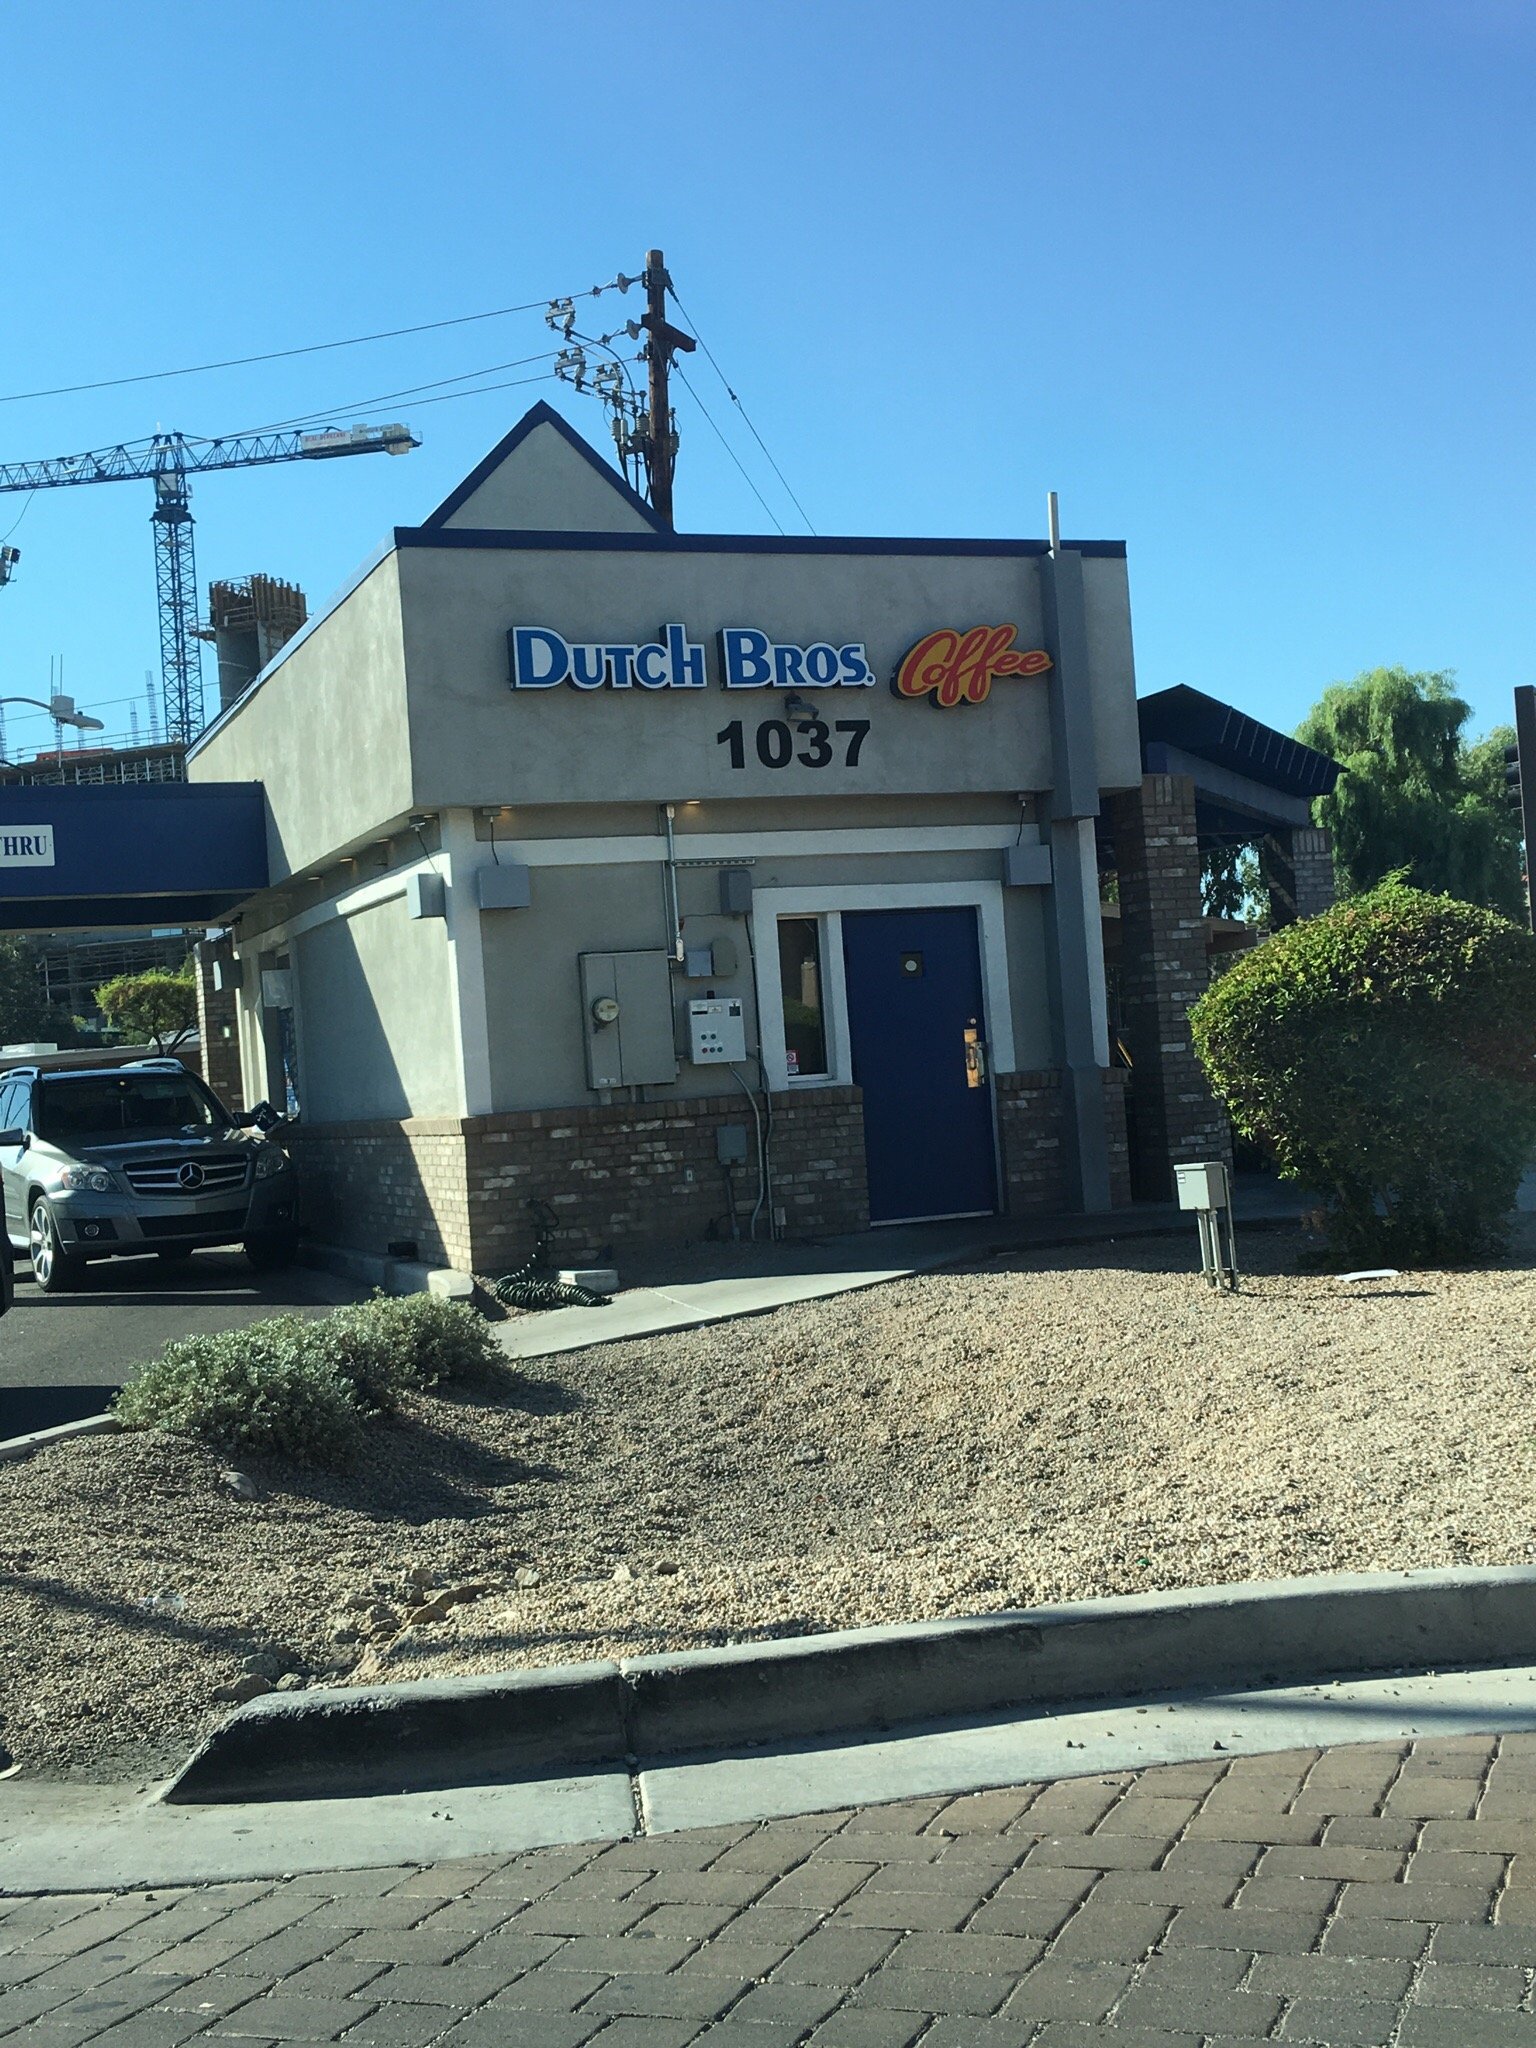 THRU
DUTCH BROS. Coffee
1037